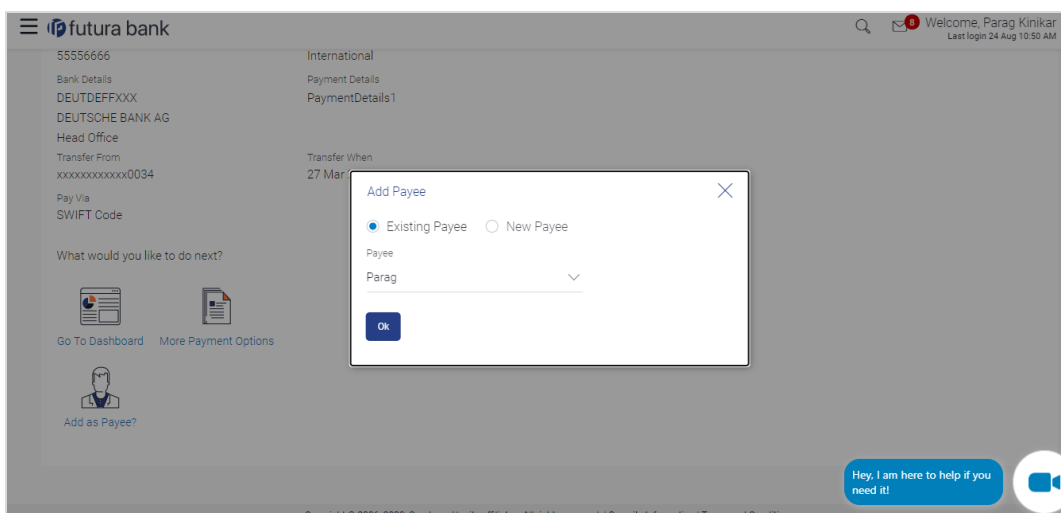 futura bank
8
Welcome, Parag Kinikar
Last login 24 Aug 10:50 AM
55556666
International
Bank Details
Payment Details
DEUTDEFFXXX
PaymentDetails1
DEUTSCHE BANK AG
Head Office
Transfer From
Transfer When
xxxxxxxxxxxx0034
27 Mar
Pay Via
SWIFT Code
What would you like to do next?
Go To Dashboard
More Payment Options
Add as Payee?
Add Payee
Existing Payee
New Payee
Payee
Parag
Ok
Hey, I am here to help if you
need it!